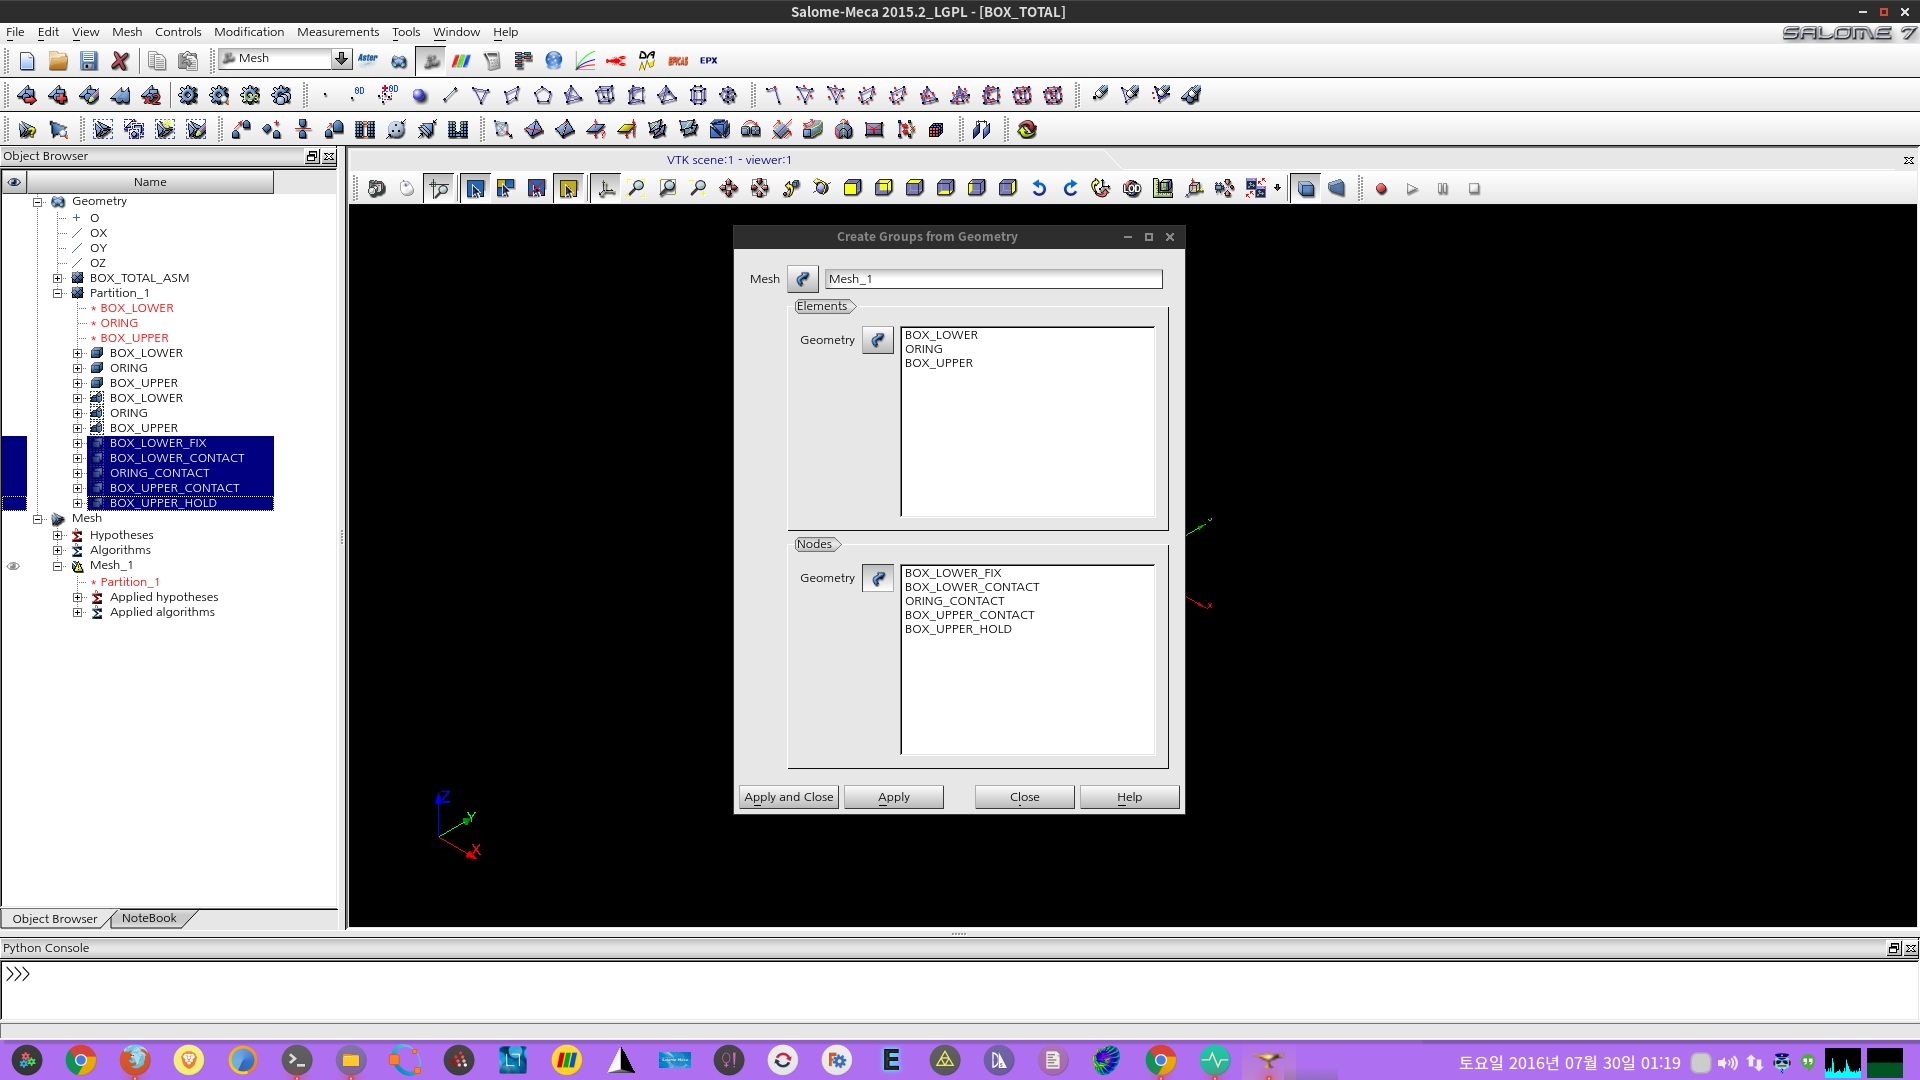 Salome-Meca 2015.2_LGPL - [BOX_TOTAL]
File Edit View Mesh Controls Modification Measurements Tools Window Help
SALOME 7
Mesh
Aster
EFICAS
EPX
0D
0D
Object Browser
VTK scene:1 - viewer:1
Name
Geometry
O
OX
OY
OZ
BOX_TOTAL_ASM
Partition_1
* BOX_LOWER
* ORING
* BOX_UPPER
BOX_LOWER
ORING
BOX_UPPER
BOX_LOWER
ORING
BOX_UPPER
BOX_LOWER_FIX
BOX_LOWER_CONTACT
ORING_CONTACT
BOX_UPPER_CONTACT
BOX_UPPER_HOLD
Mesh
Hypotheses
Algorithms
Mesh_1
* Partition_1
Applied hypotheses
Applied algorithms
Create Groups from Geometry
Mesh Mesh_1
Elements
Geometry
BOX_LOWER
ORING
BOX_UPPER
Nodes
Geometry
BOX_LOWER_FIX
BOX_LOWER_CONTACT
ORING_CONTACT
BOX_UPPER_CONTACT
BOX_UPPER_HOLD
Apply and Close Apply Close Help
Z
Y
X
Object Browser NoteBook
Python Console
>>>
토요일 2016년 07월 30일 01:19